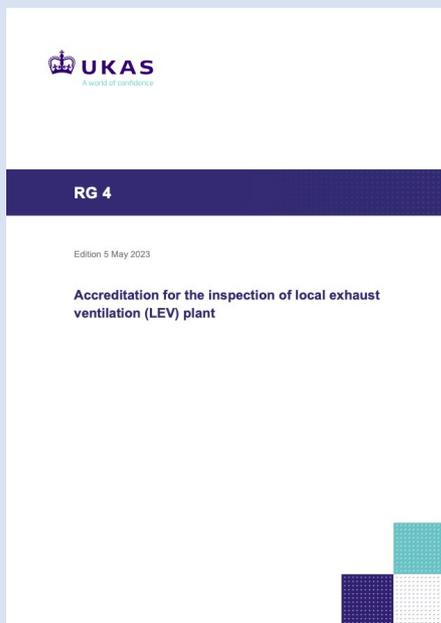 UKAS
A world of confidence
RG 4
Edition 5 May 2023
Accreditation for the inspection of local exhaust
ventilation (LEV) plant